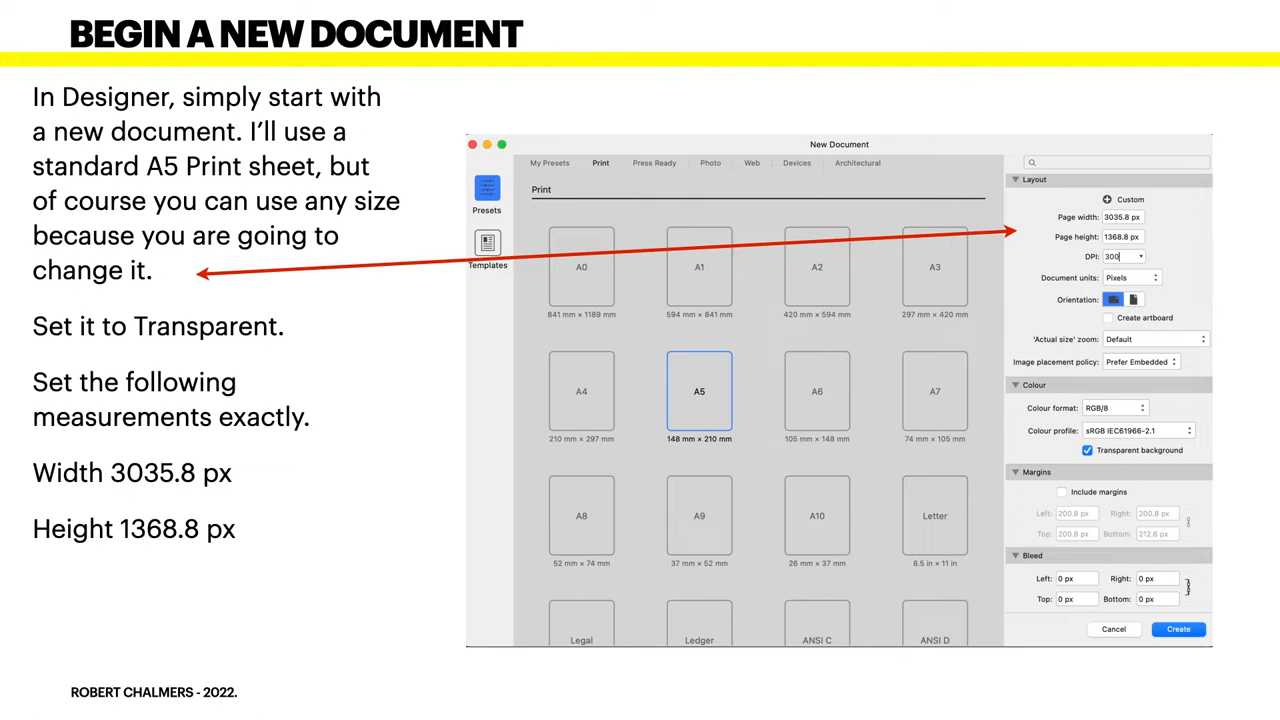 BEGIN A NEW DOCUMENT
In Designer, simply start with
a new document. I’ll use a
standard A5 Print sheet, but
of course you can use any size
because you are going to
change it.
Set it to Transparent.
Set the following
measurements exactly.
Width 3035.8 px
Height 1368.8 px
New Document
My Presets Print Press Ready Photo Web Devices Architectural
Presets
Templates
Print
A0 A1 A2 A3
841 mm × 1189 mm 594 mm × 841 mm 420 mm × 594 mm 297 mm × 420 mm
A4 A5 A6 A7
210 mm × 297 mm 148 mm × 210 mm 105 mm × 148 mm 74 mm × 105 mm
A8 A9 A10 Letter
52 mm × 74 mm 37 mm × 52 mm 26 mm × 37 mm 8.5 in × 11 in
Legal Ledger ANSI C ANSI D
Layout
Custom
Page width: 3035.8 px
Page height: 1368.8 px
DPI: 300
Document units: Pixels
Orientation:
Create artboard
'Actual size' zoom: Default
Image placement policy: Prefer Embedded
Colour
Colour format: RGB/8
Colour profile: sRGB IEC61966-2.1
Transparent background
Margins
Include margins
Left: 200.8 px Right: 200.8 px
Top: 200.8 px Bottom: 212.6 px
Bleed
Left: 0 px Right: 0 px
Top: 0 px Bottom: 0 px
Cancel Create
ROBERT CHALMERS - 2022.